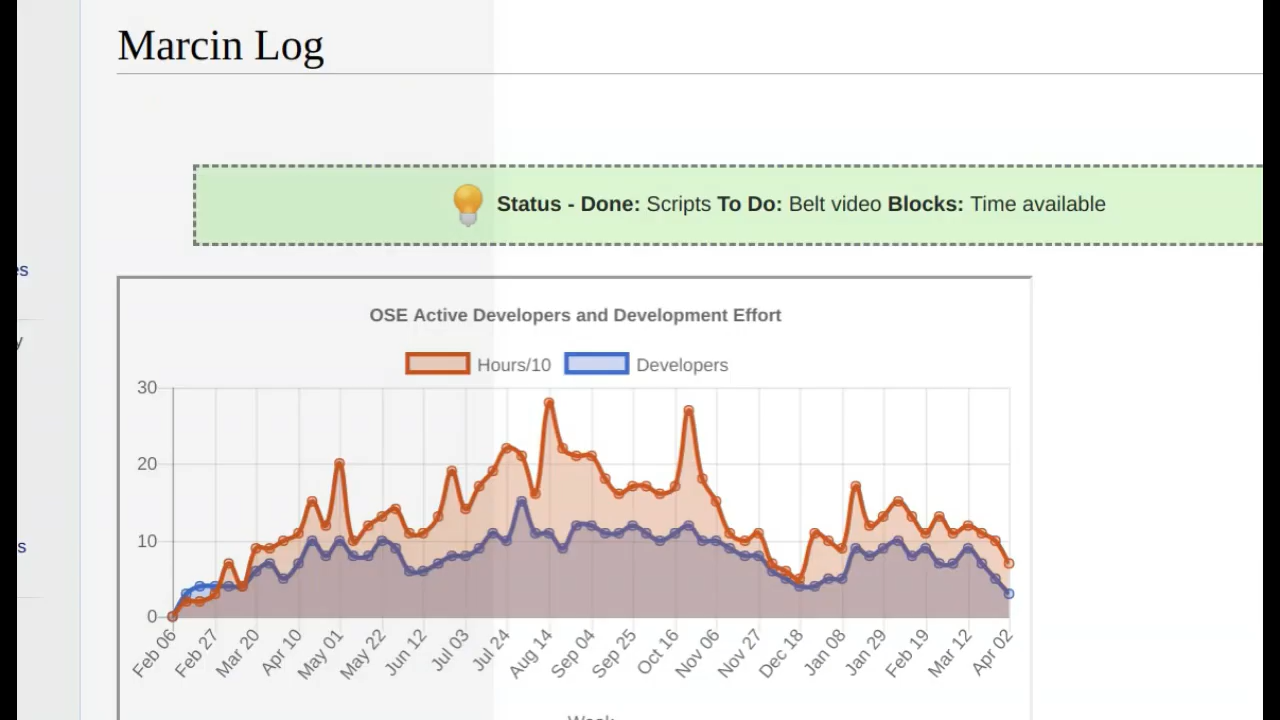 Marcin Log
Status - Done: Scripts To Do: Belt video Blocks: Time available
es
y
s
OSE Active Developers and Development Effort
Hours/10 Developers
30
20
10
0
Feb 06 Feb 27 Mar 20 Apr 10 May 01 May 22 Jun 12 Jul 03 Jul 24 Aug 14 Sep 04 Sep 25 Oct 16 Nov 06 Nov 27 Dec 18 Jan 08 Jan 29 Feb 19 Mar 12 Apr 02
Week